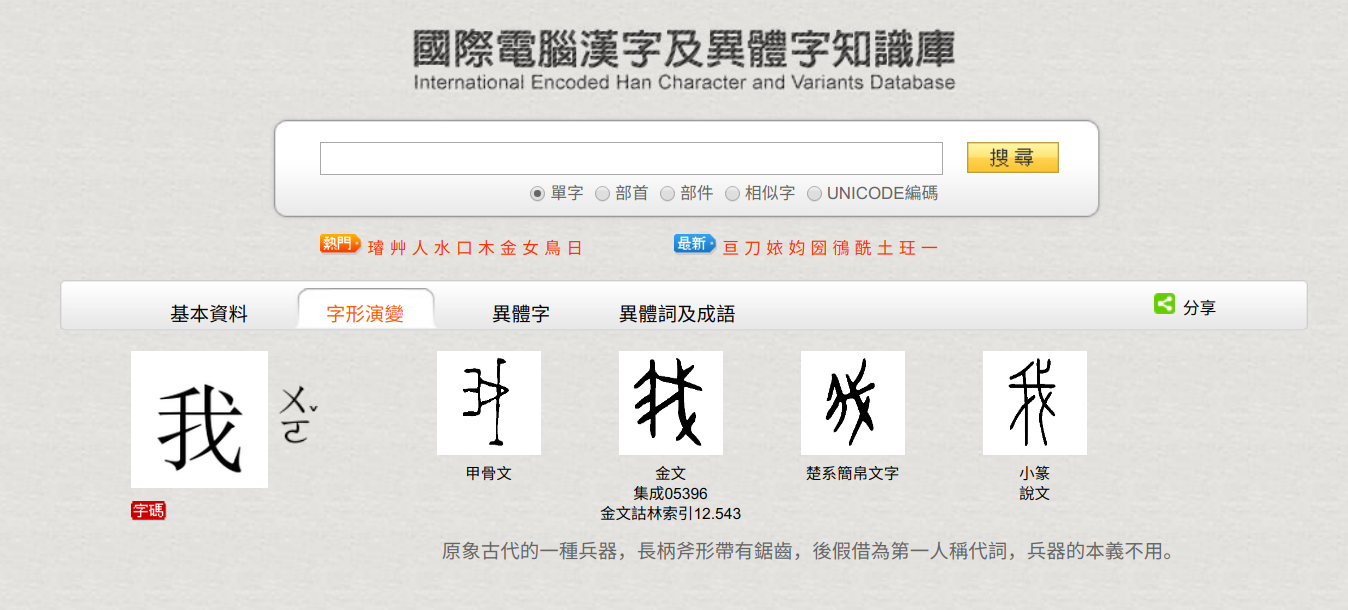 國際電腦漢字及異體字知識庫
International Encoded Han Character and Variants Database
搜尋
單字 部首 部件 相似字 UNICODE編碼
熱門 璿 艸 人 水 口 木 金 女 鳥 日
最新 亘 刀 婇 妁 圀 鴴 酰 土 玨 一
基本資料 字形演變 異體字 異體詞及成語 分享
我 ㄨㄛˇ
字碼
甲骨文 金文 楚系簡帛文字 小篆
集成05396 說文
金文詁林索引12.543
原象古代的一種兵器，長柄斧形帶有鋸齒，後假借為第一人稱代詞，兵器的本義不用。